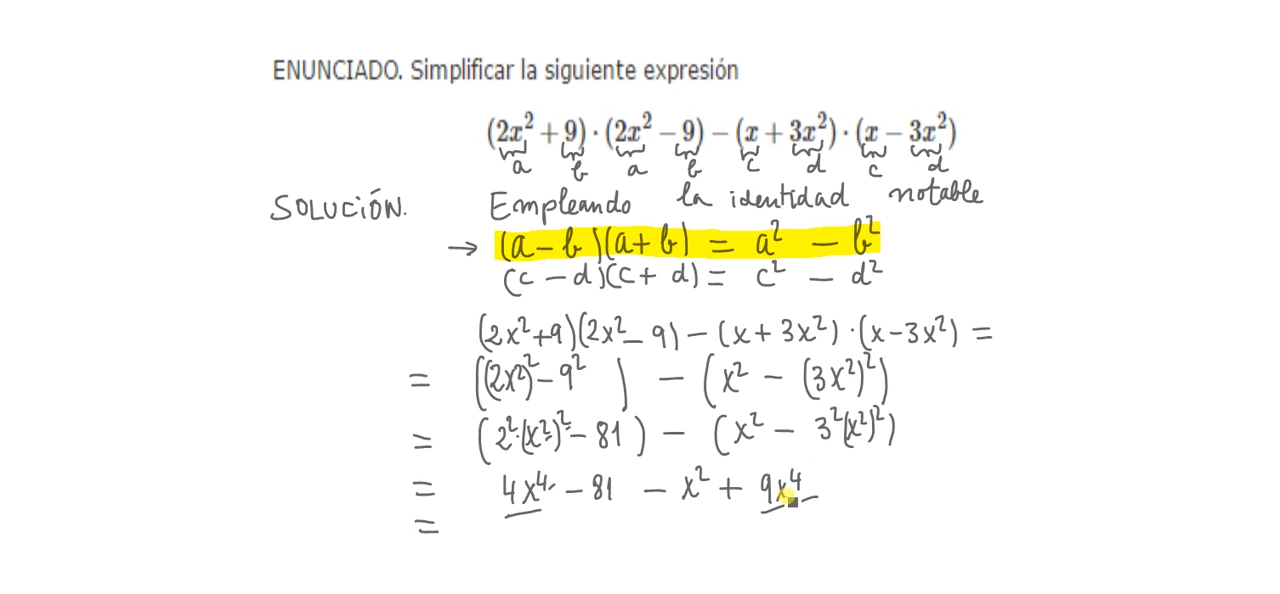 ENUNCIADO. Simplificar la siguiente expresión
(2x² + 9) · (2x² − 9) − (x + 3x²) · (x − 3x²)
a b a b c d c d
SOLUCIÓN. Empleando la identidad notable
→ (a − b)(a + b) = a² − b²
(c − d)(c + d) = c² − d²
(2x²+9)(2x²−9) − (x + 3x²) · (x − 3x²) =
= ((2x²)² − 9²) − (x² − (3x²)²)
= (2²·(x²)² − 81) − (x² − 3²(x²)²)
= 4x⁴ − 81 − x² + 9x⁴
=